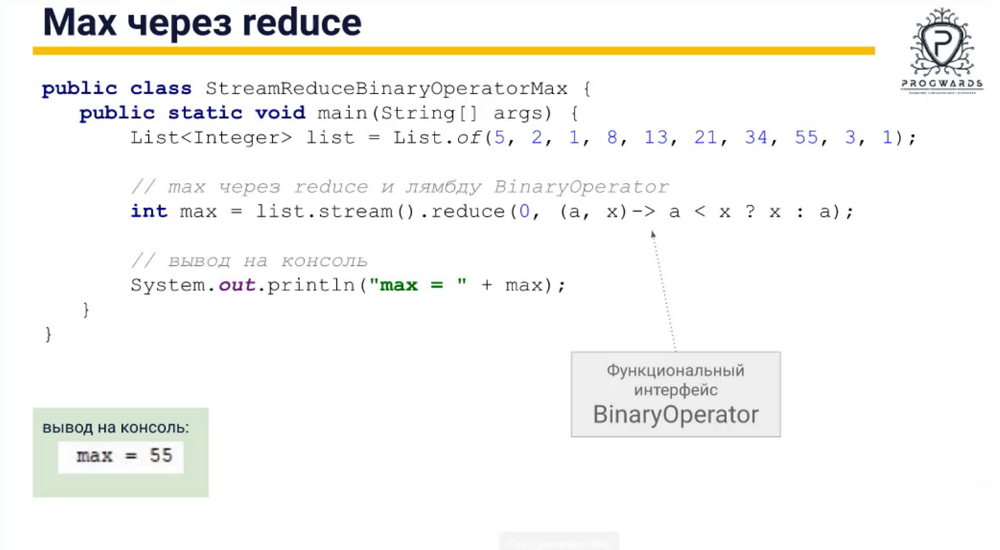 Max через reduce
PROGWARDS
public class StreamReduceBinaryOperatorMax {
public static void main(String[] args) {
List<Integer> list = List.of(5, 2, 1, 8, 13, 21, 34, 55, 3, 1);
// max через reduce и лямбду BinaryOperator
int max = list.stream().reduce(0, (a, x)-> a < x ? x : a);
// вывод на консоль
System.out.println("max = " + max);
}
}
Функциональный
интерфейс
BinaryOperator
вывод на консоль:
max = 55